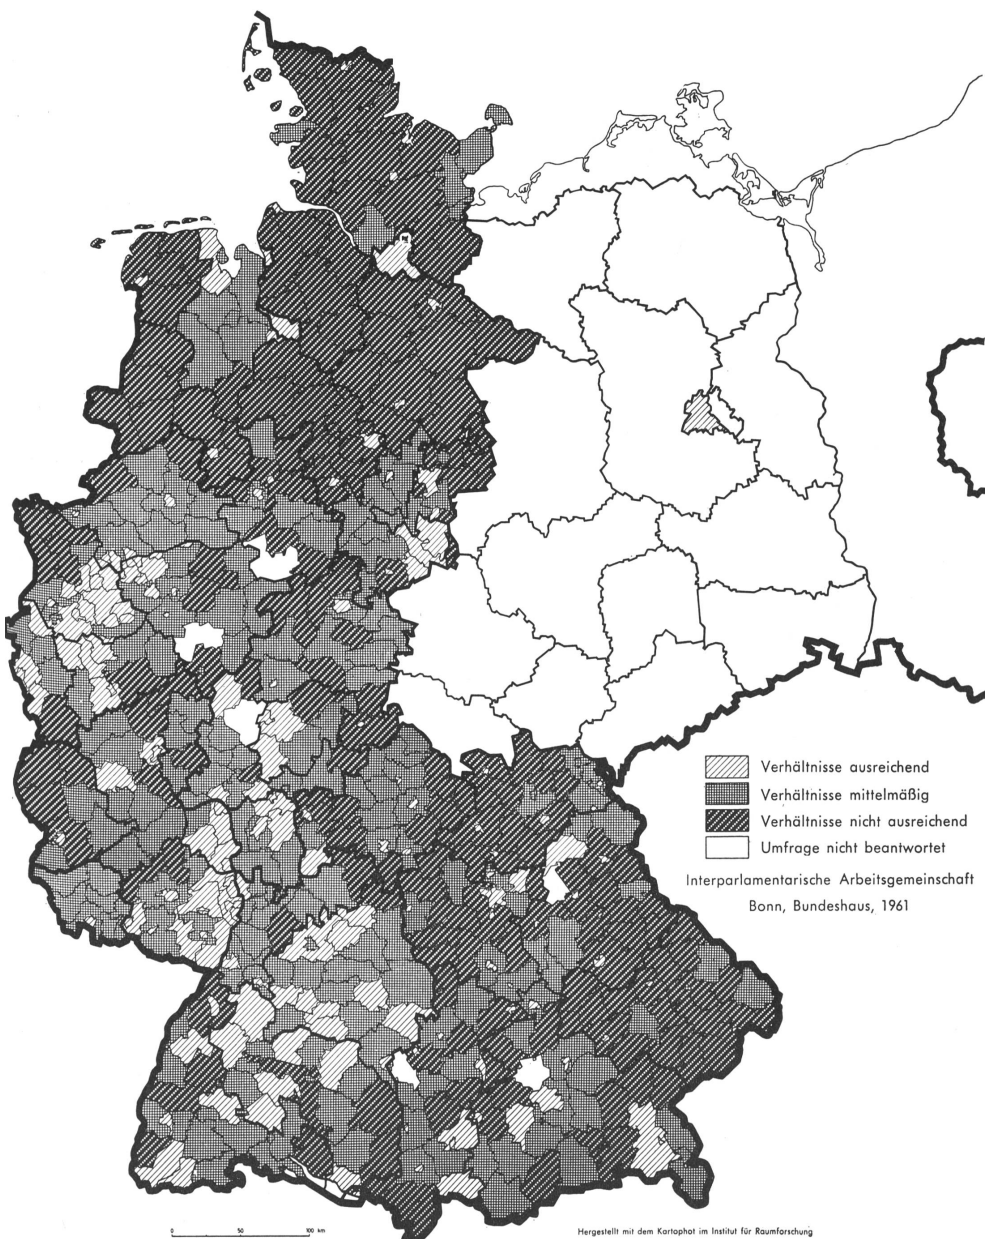 Verhältnisse ausreichend
Verhältnisse mittelmäßig
Verhältnisse nicht ausreichend
Umfrage nicht beantwortet
Interparlamentarische Arbeitsgemeinschaft
Bonn, Bundeshaus, 1961
0 50 100 km
Hergestellt mit dem Kartophot im Institut für Raumforschung